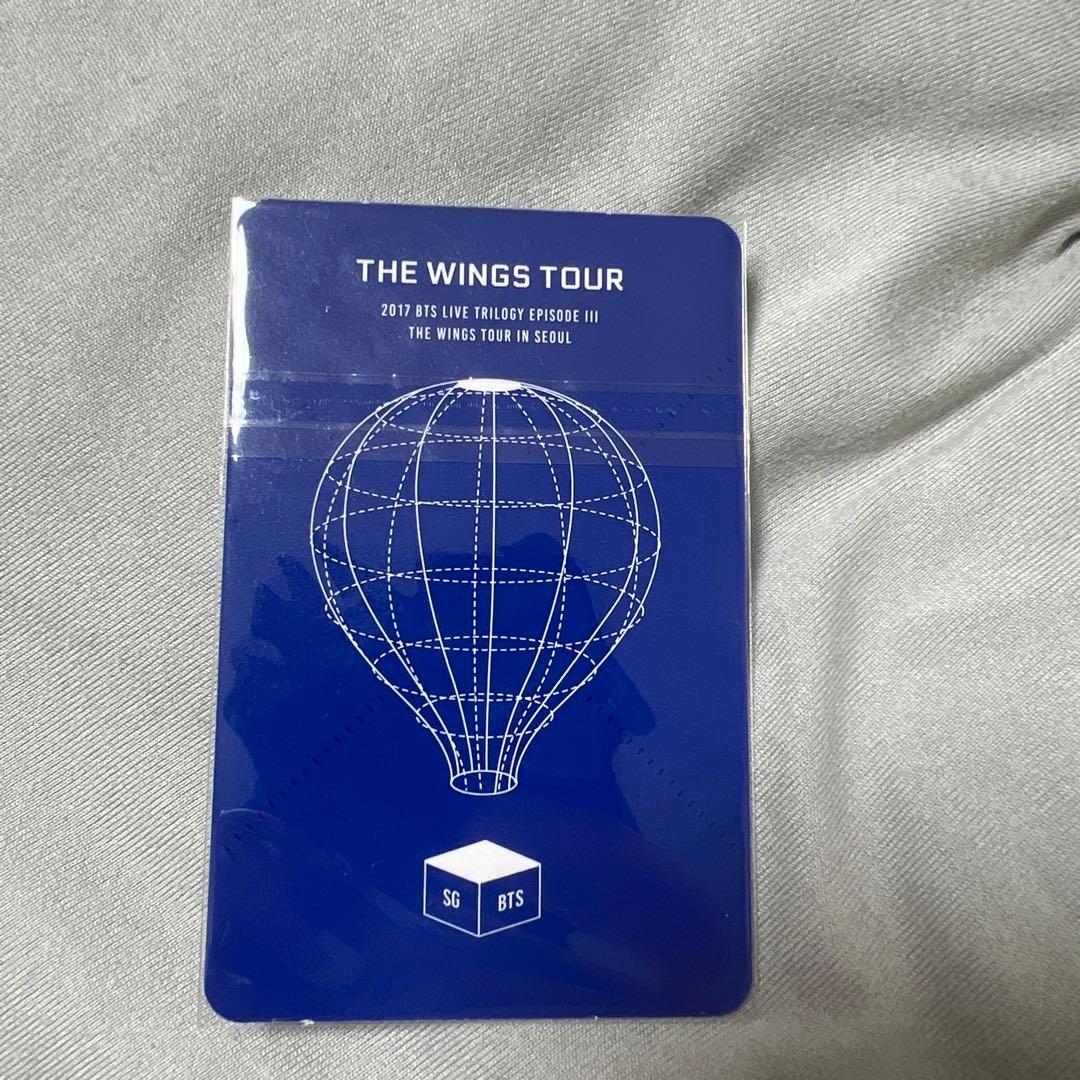 THE WINGS TOUR
2017 BTS LIVE TRILOGY EPISODE III
THE WINGS TOUR IN SEOUL
SG BTS